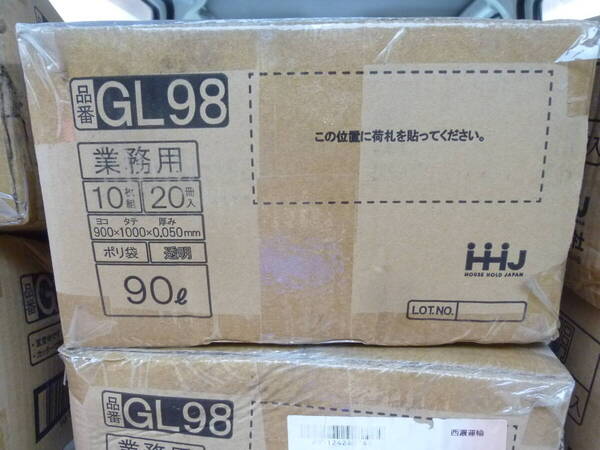 品番 GL98
業務用
10枚組 20冊入
ヨコ タテ 厚み
900×1000×0.050mm
ポリ袋 透明
90ℓ
この位置に荷札を貼ってください。
HHJ
HOUSE HOLD JAPAN
LOT.NO.
品番 GL98
業務用
西濃運輸